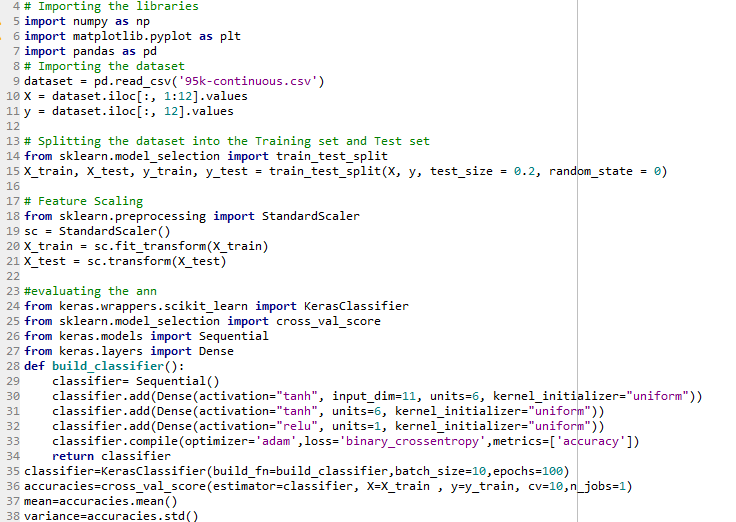 4 # Importing the libraries
5 import numpy as np
6 import matplotlib.pyplot as plt
7 import pandas as pd
8 # Importing the dataset
9 dataset = pd.read_csv('95k-continuous.csv')
10 X = dataset.iloc[:, 1:12].values
11 y = dataset.iloc[:, 12].values
12
13 # Splitting the dataset into the Training set and Test set
14 from sklearn.model_selection import train_test_split
15 X_train, X_test, y_train, y_test = train_test_split(X, y, test_size = 0.2, random_state = 0)
16
17 # Feature Scaling
18 from sklearn.preprocessing import StandardScaler
19 sc = StandardScaler()
20 X_train = sc.fit_transform(X_train)
21 X_test = sc.transform(X_test)
22
23 #evaluating the ann
24 from keras.wrappers.scikit_learn import KerasClassifier
25 from sklearn.model_selection import cross_val_score
26 from keras.models import Sequential
27 from keras.layers import Dense
28 def build_classifier():
29     classifier= Sequential()
30     classifier.add(Dense(activation="tanh", input_dim=11, units=6, kernel_initializer="uniform"))
31     classifier.add(Dense(activation="tanh", units=6, kernel_initializer="uniform"))
32     classifier.add(Dense(activation="relu", units=1, kernel_initializer="uniform"))
33     classifier.compile(optimizer='adam',loss='binary_crossentropy',metrics=['accuracy'])
34     return classifier
35 classifier=KerasClassifier(build_fn=build_classifier,batch_size=10,epochs=100)
36 accuracies=cross_val_score(estimator=classifier, X=X_train , y=y_train, cv=10,n_jobs=1)
37 mean=accuracies.mean()
38 variance=accuracies.std()